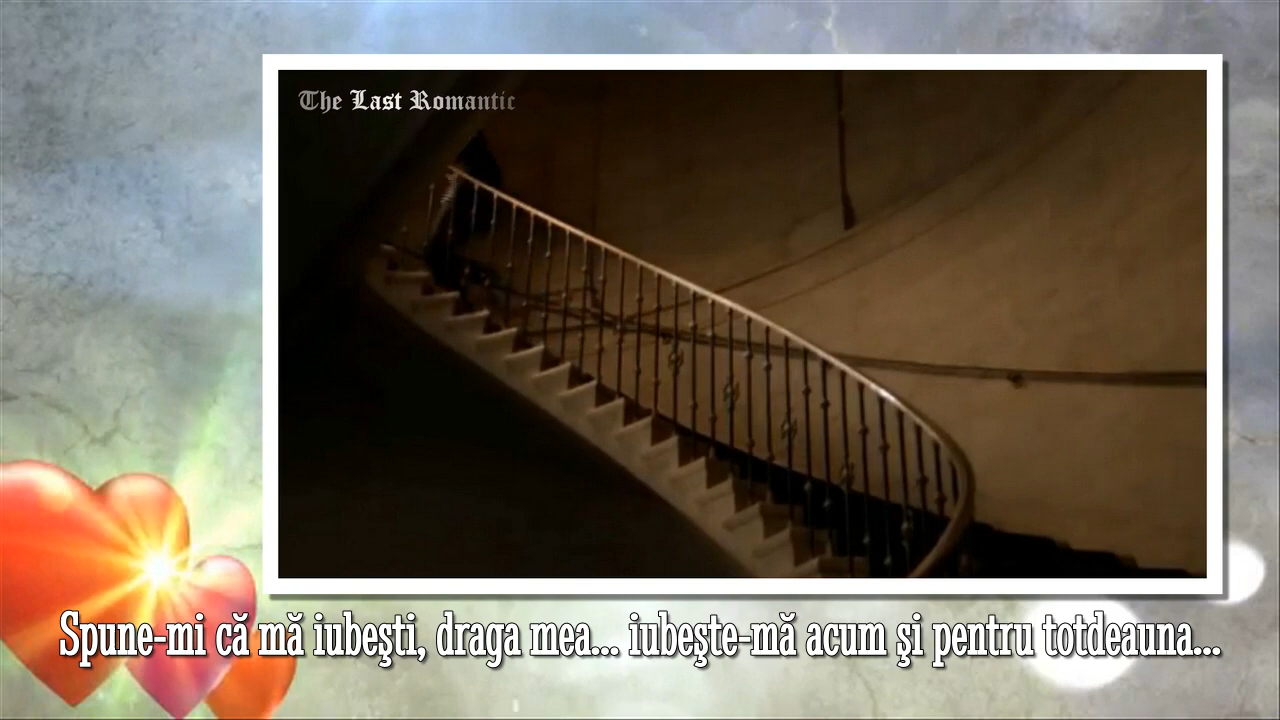 The Last Romantic
Spune-mi că mă iubeşti, draga mea... iubeşte-mă acum şi pentru totdeauna...